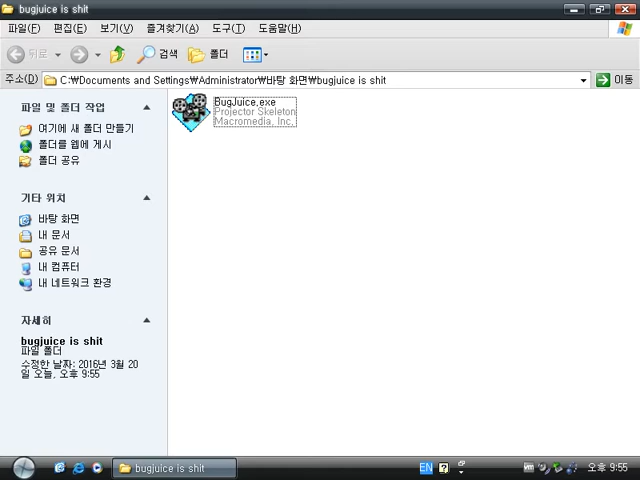 bugjuice is shit
파일(F) 편집(E) 보기(V) 즐겨찾기(A) 도구(T) 도움말(H)
뒤로 검색 폴더
주소(D) C:￦Documents and Settings￦Administrator￦바탕 화면￦bugjuice is shit 이동
파일 및 폴더 작업
여기에 새 폴더 만들기
폴더를 웹에 게시
폴더 공유
기타 위치
바탕 화면
내 문서
공유 문서
내 컴퓨터
내 네트워크 환경
자세히
bugjuice is shit
파일 폴더
수정한 날짜: 2016년 3월 20
일 오늘, 오후 9:55
BugJuice.exe
Projector Skeleton
Macromedia, Inc.
bugjuice is shit EN ? vm 오후 9:55